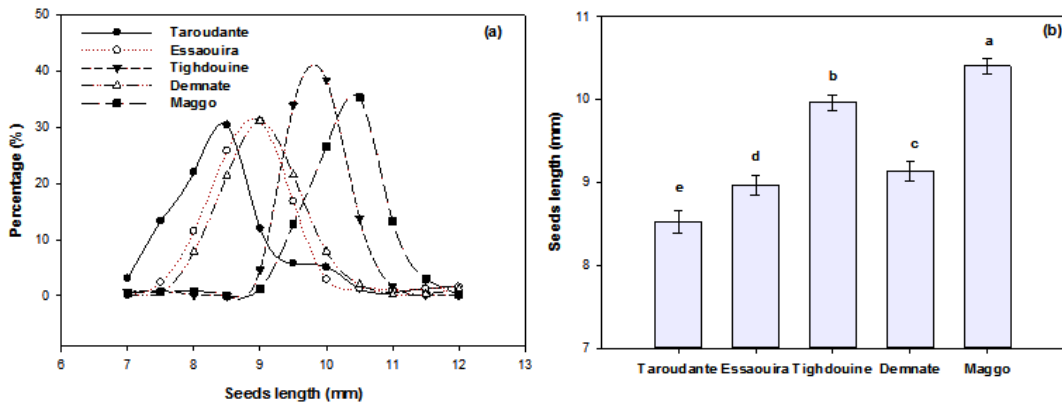 (a)
Taroudante
Essaouira
Tighdouine
Demnate
Maggo
50
40
30
20
10
0
Percentage (%)
6 7 8 9 10 11 12 13
Seeds length (mm)
(b)
11
10
9
8
7
Seeds length (mm)
e d b c a
Taroudante Essaouira Tighdouine Demnate Maggo